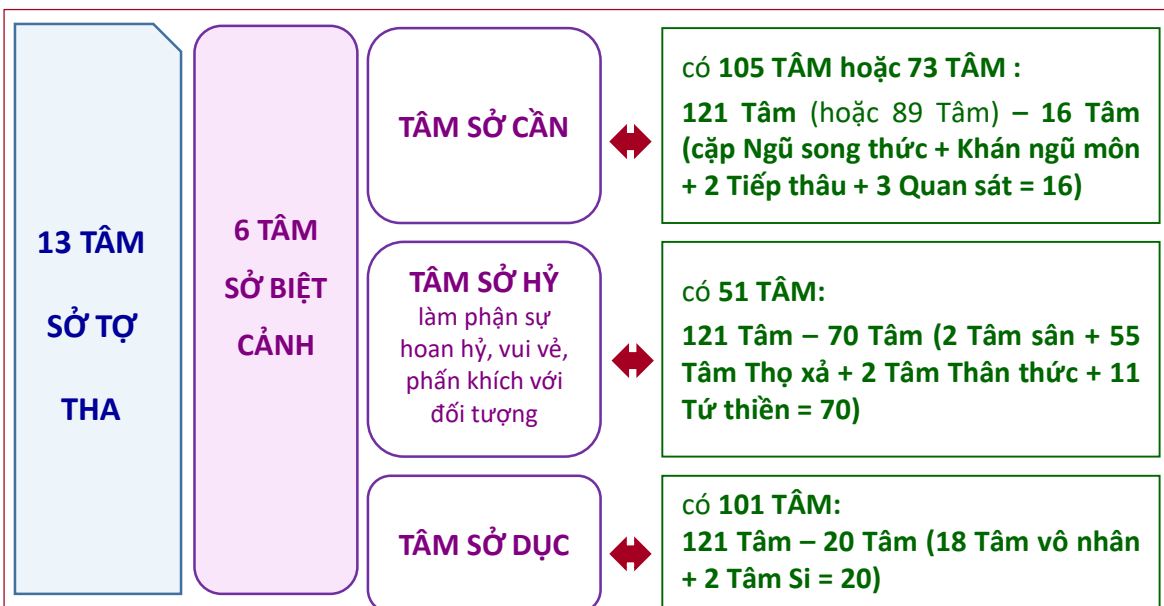 13 TÂM
SỞ TỢ
THA
6 TÂM
SỞ BIỆT
CẢNH
TÂM SỞ CẦN
có 105 TÂM hoặc 73 TÂM :
121 Tâm (hoặc 89 Tâm) – 16 Tâm
(cặp Ngũ song thức + Khán ngũ môn
+ 2 Tiếp thâu + 3 Quan sát = 16)
TÂM SỞ HỶ
làm phận sự
hoan hỷ, vui vẻ,
phấn khích với
đối tượng
có 51 TÂM:
121 Tâm – 70 Tâm (2 Tâm sân + 55
Tâm Thọ xả + 2 Tâm Thân thức + 11
Tứ thiền = 70)
TÂM SỞ DỤC
có 101 TÂM:
121 Tâm – 20 Tâm (18 Tâm vô nhân
+ 2 Tâm Si = 20)